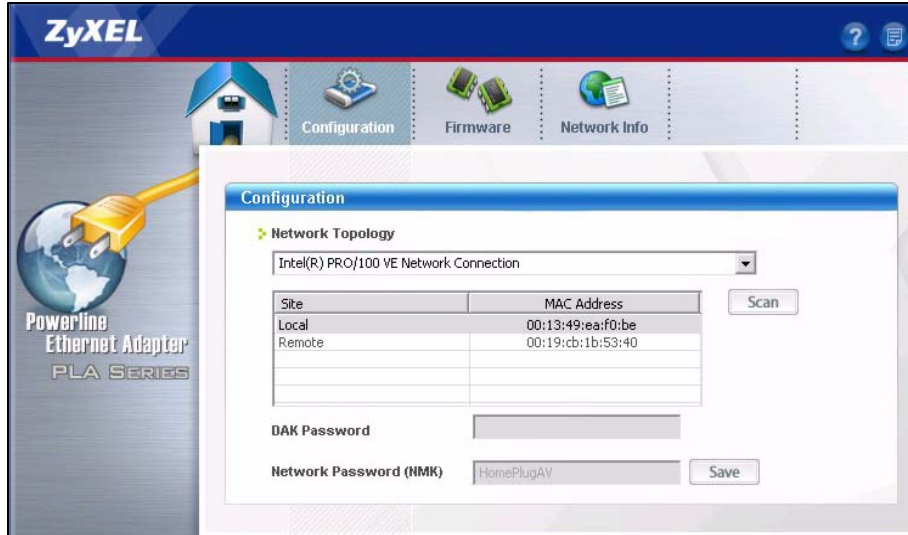 ZyXEL
?
Configuration
Firmware
Network Info
Powerline
Ethernet Adapter
PLA SERIES
Configuration
Network Topology
Intel(R) PRO/100 VE Network Connection
Site MAC Address
Local 00:13:49:ea:f0:be
Remote 00:19:cb:1b:53:40
Scan
DAK Password
Network Password (NMK) HomePlugAV Save